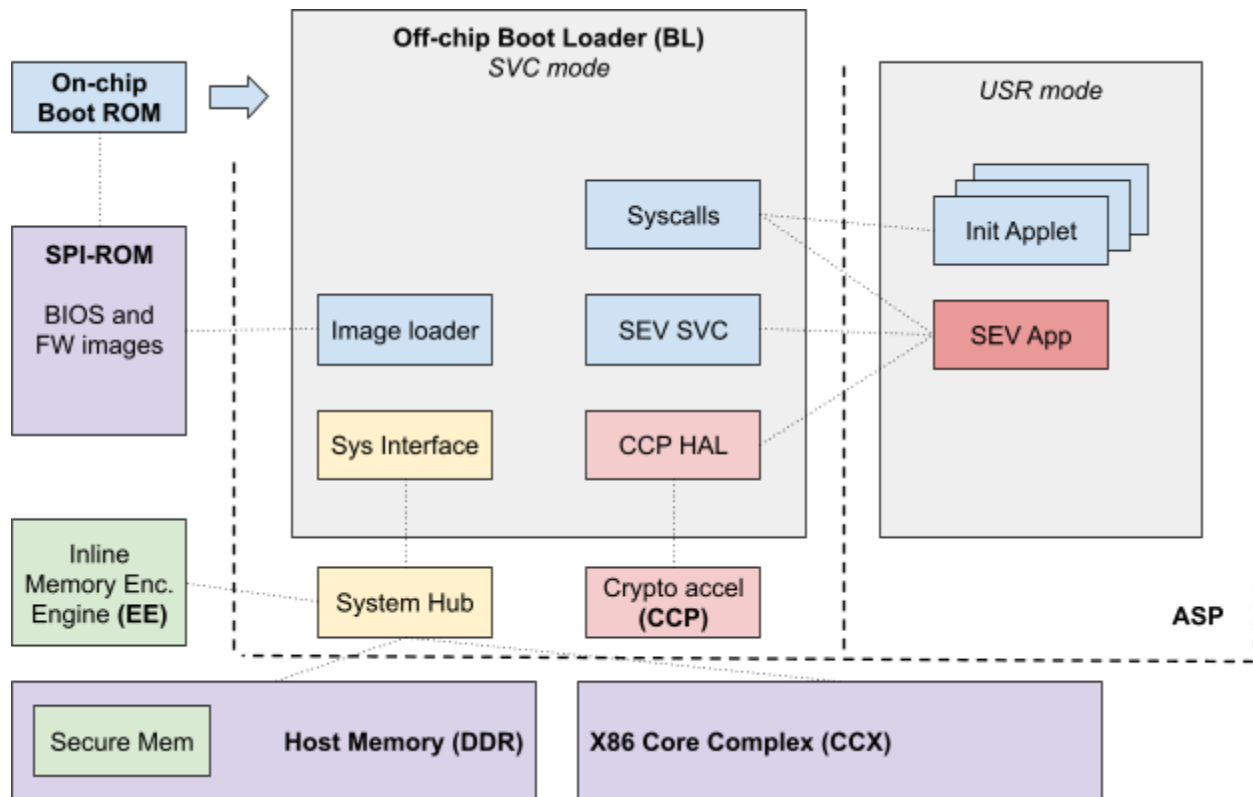 Off-chip Boot Loader (BL)
SVC mode
On-chip
Boot ROM
USR mode
Syscalls
Init Applet
SPI-ROM
BIOS and
FW images
Image loader
SEV SVC
SEV App
Sys Interface
CCP HAL
Inline
Memory Enc.
Engine (EE)
System Hub
Crypto accel
(CCP)
ASP
Secure Mem
Host Memory (DDR)
X86 Core Complex (CCX)